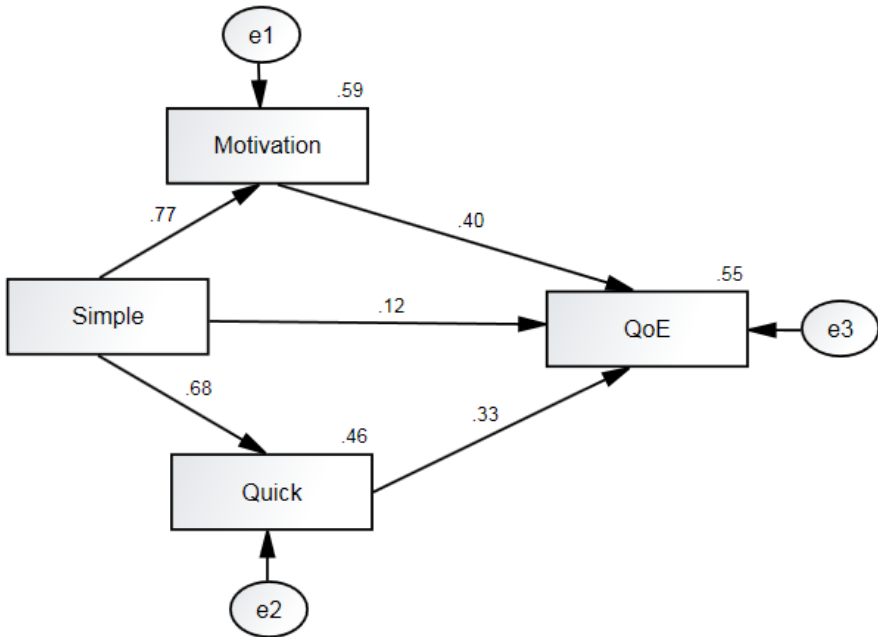 e1
.59
Motivation
.77
.40
.55
Simple
.12
QoE
e3
.68
.33
.46
Quick
e2